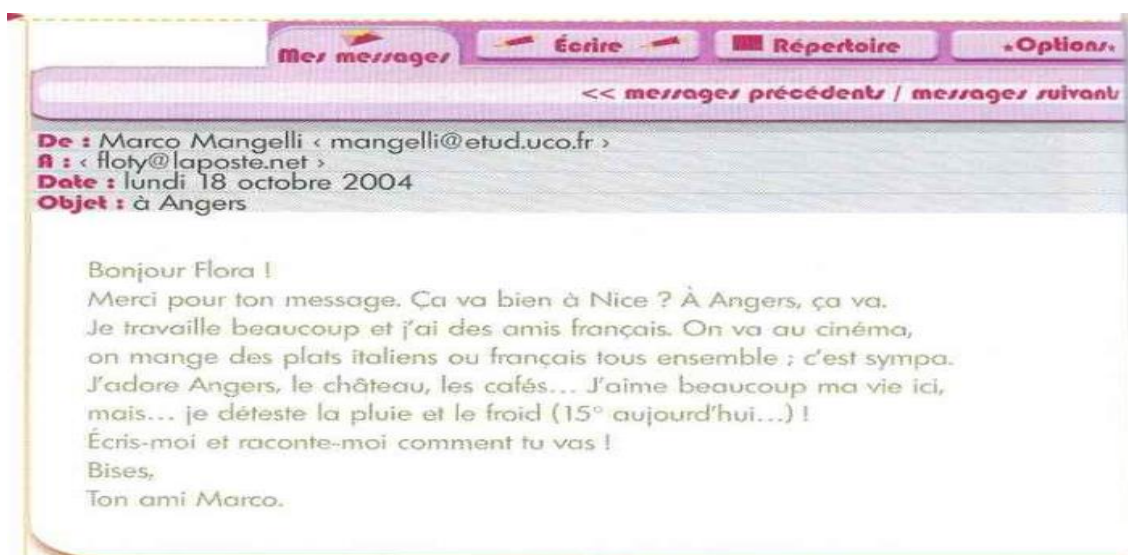 Mes messages Écrire Répertoire *Options*
<< messages précédents / messages suivants
De : Marco Mangelli ‹ mangelli@etud.uco.fr ›
A : ‹ floty@laposte.net ›
Date : lundi 18 octobre 2004
Objet : à Angers
Bonjour Flora !
Merci pour ton message. Ça va bien à Nice ? À Angers, ça va.
Je travaille beaucoup et j'ai des amis français. On va au cinéma,
on mange des plats italiens ou français tous ensemble ; c'est sympa.
J'adore Angers, le château, les cafés... J'aime beaucoup ma vie ici,
mais... je déteste la pluie et le froid (15° aujourd'hui...) !
Écris-moi et raconte-moi comment tu vas !
Bises,
Ton ami Marco.